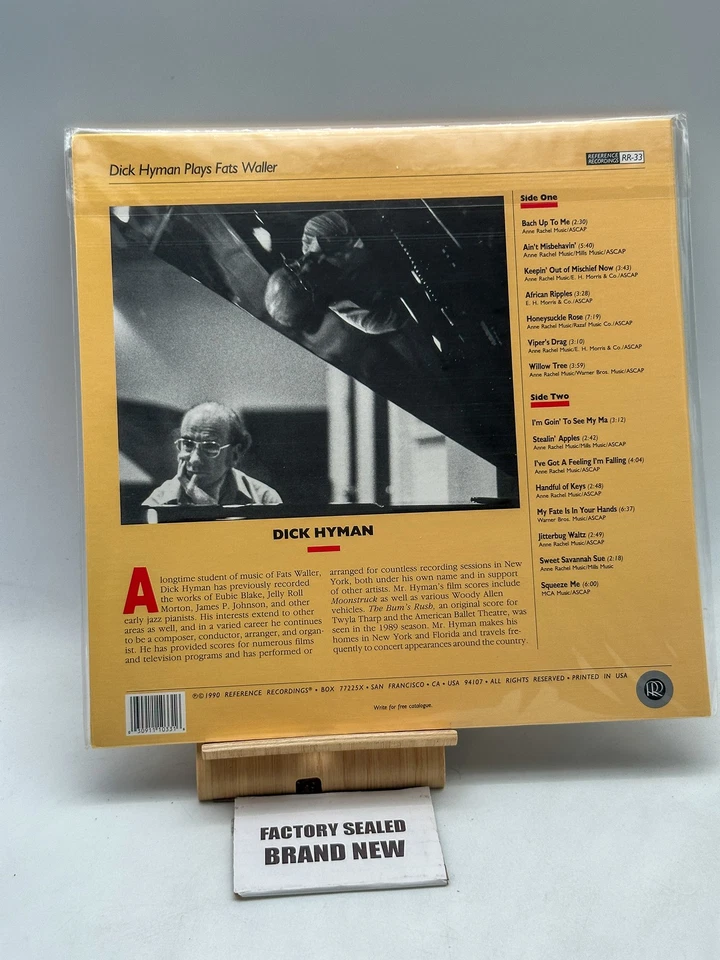 Dick Hyman Plays Fats Waller
REFERENCE
RECORDINGS
RR-33
Side One
Bach Up To Me (2:30)
Anne Rachel Music/ASCAP
Ain't Misbehavin' (5:40)
Anne Rachel Music/Mills Music/ASCAP
Keepin' Out of Mischief Now (3:43)
Anne Rachel Music/E. H. Morris & Co./ASCAP
African Ripples (3:28)
E. H. Morris & Co./ASCAP
Honeysuckle Rose (7:19)
Anne Rachel Music/Razaf Music Co./ASCAP
Viper's Drag (3:10)
Anne Rachel Music/E. H. Morris & Co./ASCAP
Willow Tree (3:59)
Anne Rachel Music/Warner Bros. Music/ASCAP
Side Two
I'm Goin' To See My Ma (3:12)
Stealin' Apples (2:42)
Anne Rachel Music/Mills Music/ASCAP
I've Got A Feeling I'm Falling (4:04)
Anne Rachel Music/ASCAP
Handful of Keys (2:48)
Anne Rachel Music/ASCAP
My Fate Is In Your Hands (6:37)
Warner Bros. Music/ASCAP
Jitterbug Waltz (2:49)
Anne Rachel Music/ASCAP
Sweet Savannah Sue (2:18)
Anne Rachel Music/Mills Music
Squeeze Me (6:00)
MCA Music/ASCAP
DICK HYMAN
A longtime student of music of Fats Waller,
Dick Hyman has previously recorded
the works of Eubie Blake, Jelly Roll
Morton, James P. Johnson, and other
early jazz pianists. His interests extend to other
areas as well, and in a varied career he continues
to be a composer, conductor, arranger, and organ-
ist. He has provided scores for numerous films
and television programs and has performed or
arranged for countless recording sessions in New
York, both under his own name and in support
of other artists. Mr. Hyman's film scores include
Moonstruck as well as various Woody Allen
vehicles. The Bum's Rush, an original score for
Twyla Tharp and the American Ballet Theatre, was
seen in the 1989 season. Mr. Hyman makes his
homes in New York and Florida and travels fre-
quently to concert appearances around the country.
℗©1990 REFERENCE RECORDINGS® • BOX 77225X • SAN FRANCISCO • CA • USA 94107 • ALL RIGHTS RESERVED • PRINTED IN USA
Write for free catalogue.
FACTORY SEALED
BRAND NEW